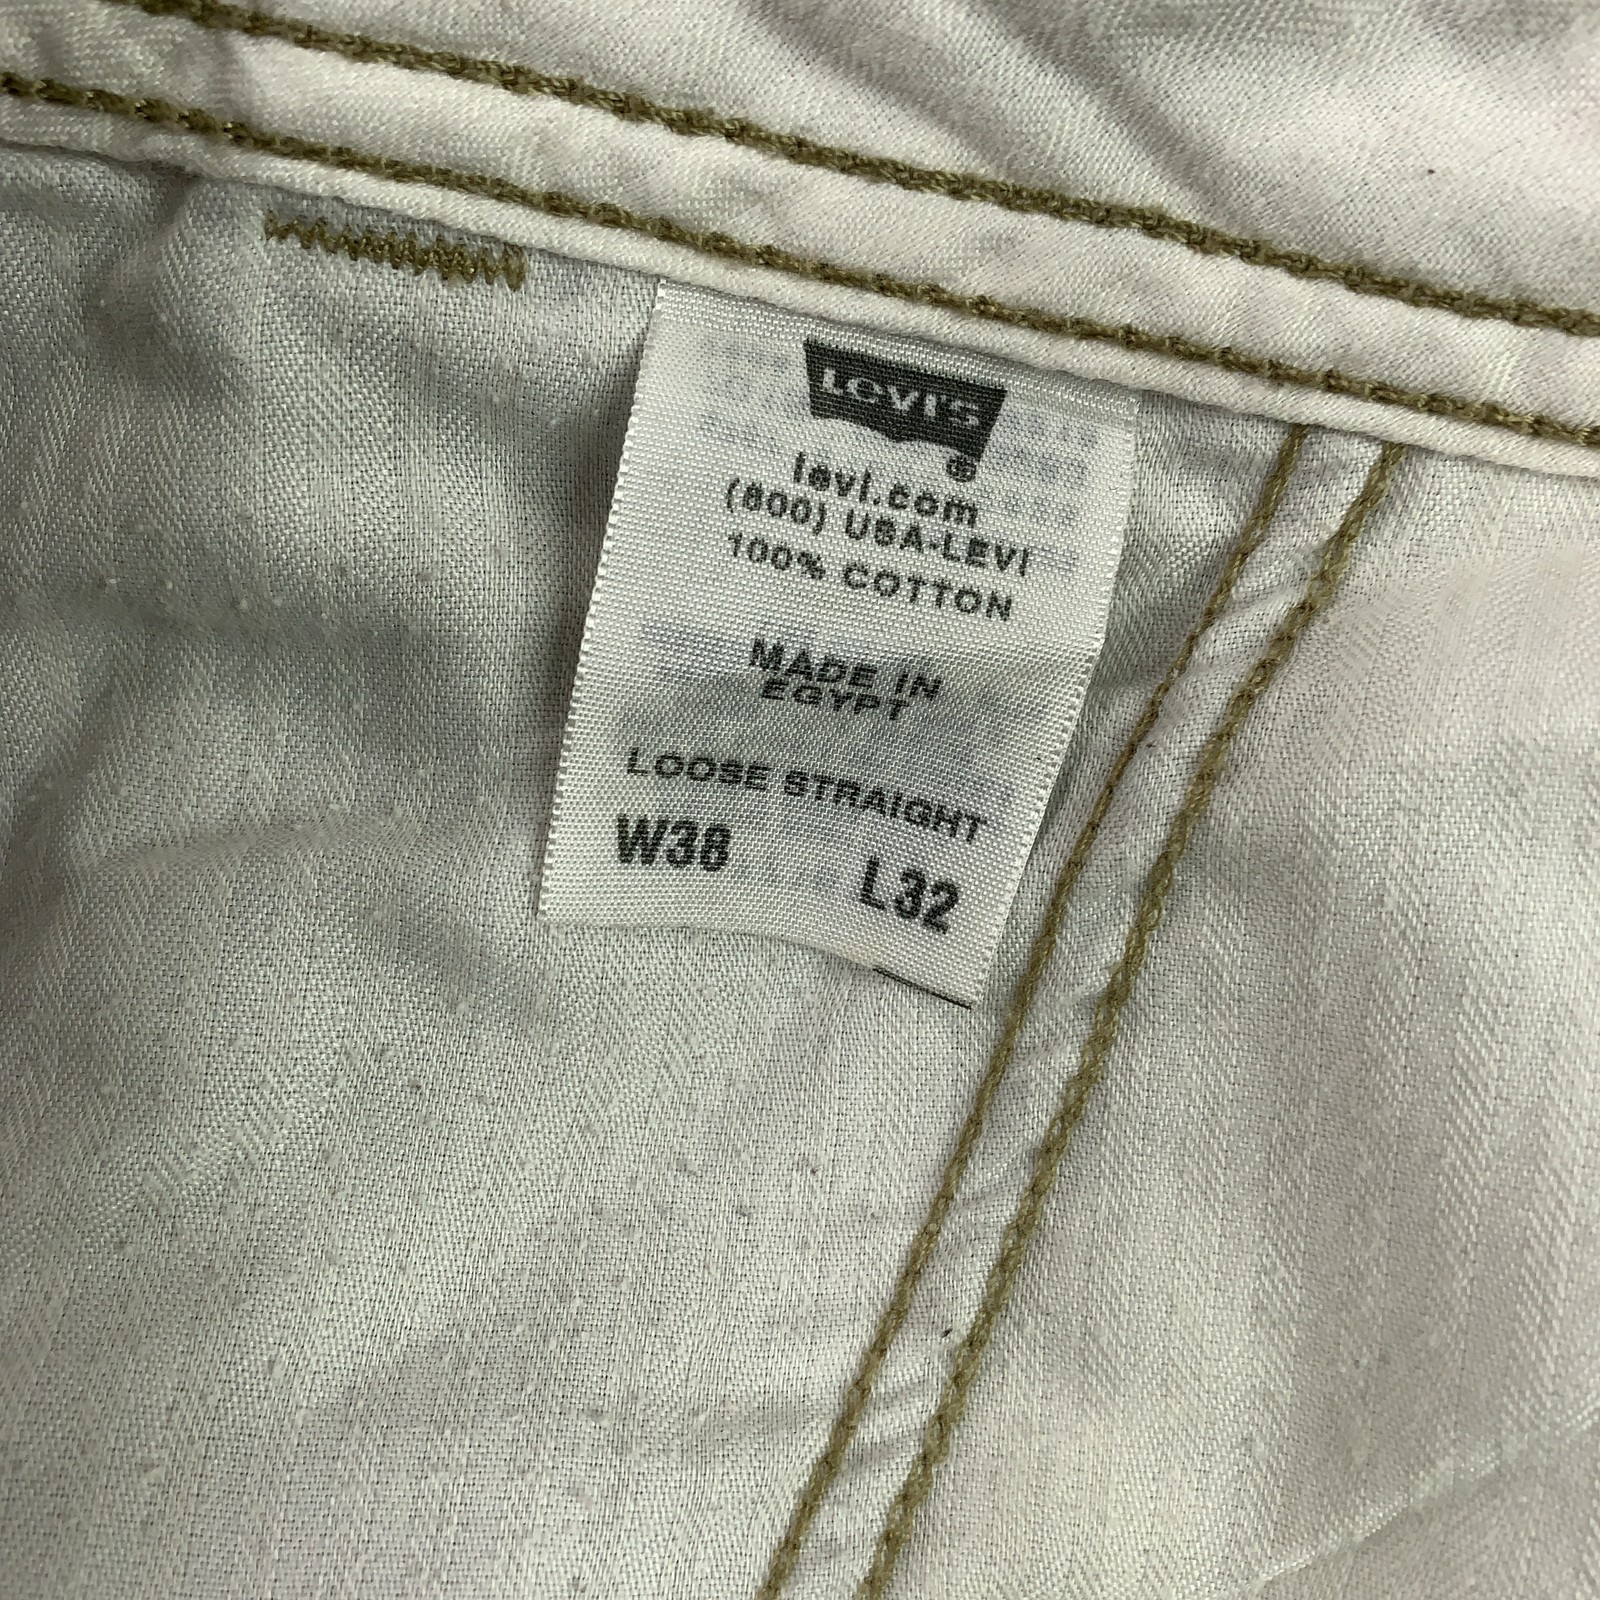 LEVI'S
®
levi.com
(800) USA-LEVI
100% COTTON
MADE IN
EGYPT
LOOSE STRAIGHT
W38 L32